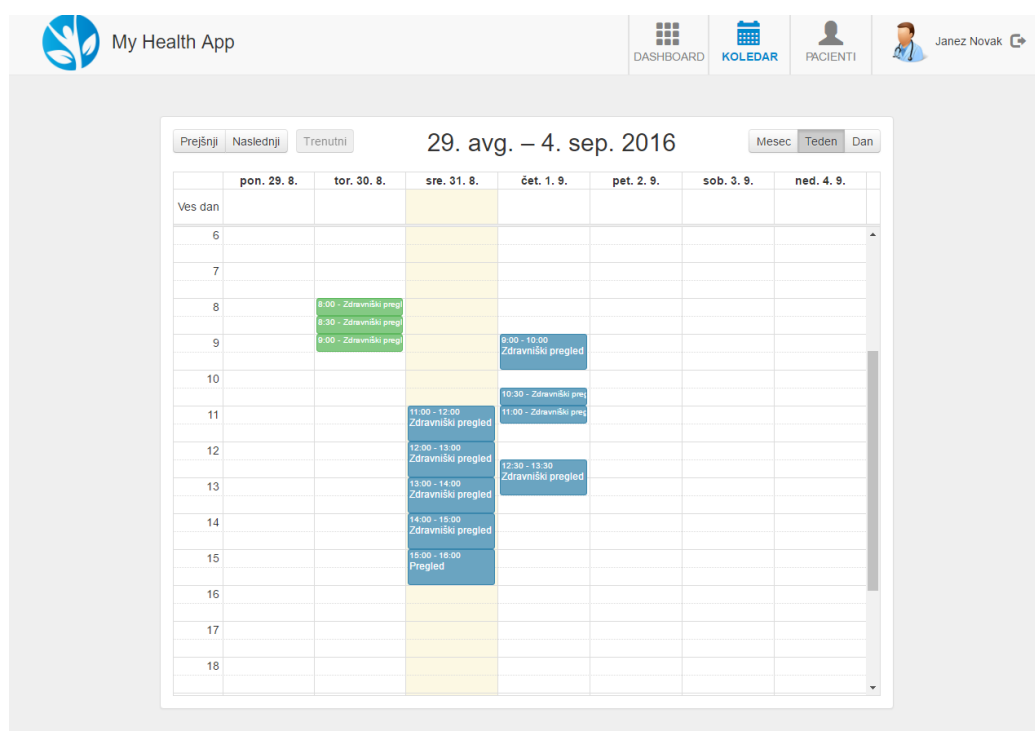 My Health App
DASHBOARD
KOLEDAR
PACIENTI
Janez Novak
Prejšnji Naslednji Trenutni
29. avg. – 4. sep. 2016
Mesec Teden Dan
pon. 29. 8. tor. 30. 8. sre. 31. 8. čet. 1. 9. pet. 2. 9. sob. 3. 9. ned. 4. 9.
Ves dan
6
7
8
8:00 - Zdravniški pregl
8:30 - Zdravniški pregl
9
9:00 - Zdravniški pregl
9:00 - 10:00
Zdravniški pregled
10
10:30 - Zdravniški preg
11
11:00 - 12:00
Zdravniški pregled
11:00 - Zdravniški preg
12
12:00 - 13:00
Zdravniški pregled
12:30 - 13:30
Zdravniški pregled
13
13:00 - 14:00
Zdravniški pregled
14
14:00 - 15:00
Zdravniški pregled
15
15:00 - 16:00
Pregled
16
17
18